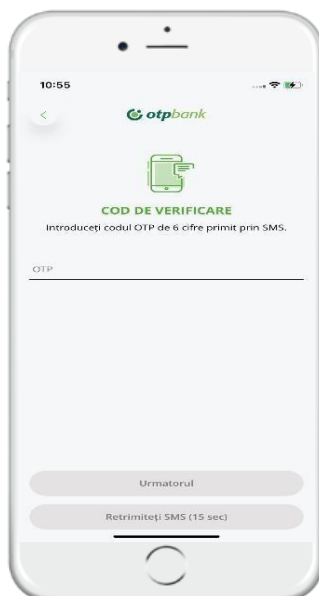 10:55
otpbank
COD DE VERIFICARE
Introduceți codul OTP de 6 cifre primit prin SMS.
OTP
Urmatorul
Retrimiteți SMS (15 sec)